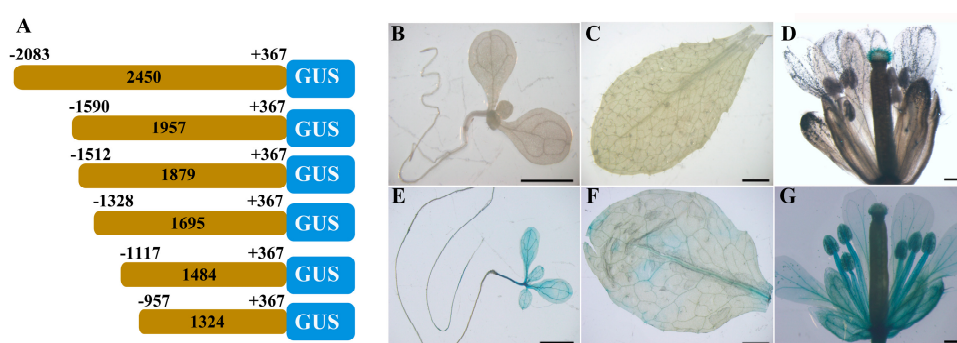 A
-2083 +367
2450 GUS
-1590 +367
1957 GUS
-1512 +367
1879 GUS
-1328 +367
1695 GUS
-1117 +367
1484 GUS
-957 +367
1324 GUS
B
C
D
E
F
G